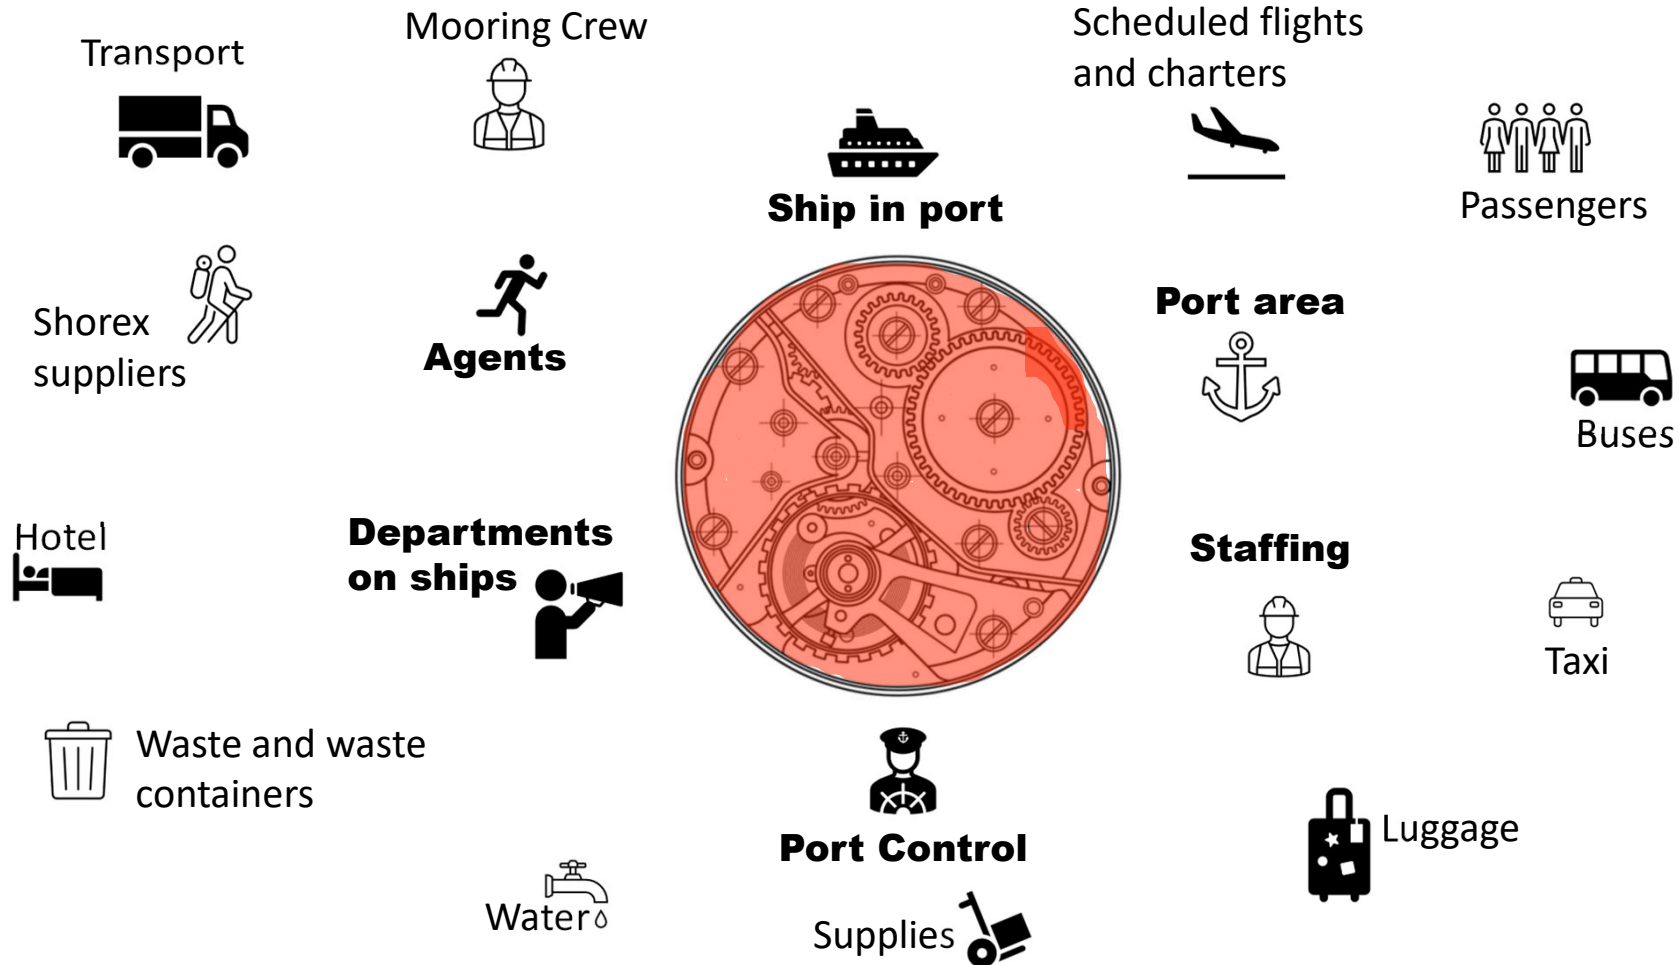 Mooring Crew
Scheduled flights
and charters
Transport
Ship in port
Passengers
Port area
Shorex
suppliers
Agents
Buses
Hotel
Departments
on ships
Staffing
Taxi
Waste and waste
containers
Luggage
Port Control
Water
Supplies